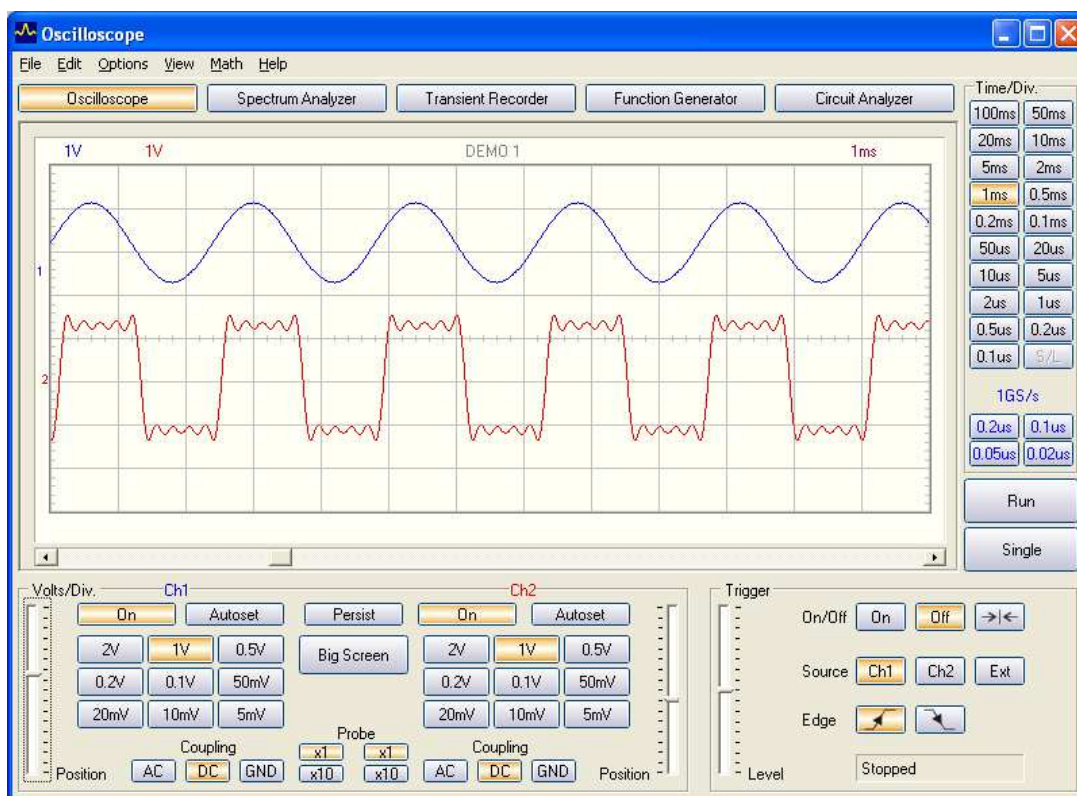 Oscilloscope
File Edit Options View Math Help
Oscilloscope Spectrum Analyzer Transient Recorder Function Generator Circuit Analyzer
Time/Div.
100ms 50ms
20ms 10ms
5ms 2ms
1ms 0.5ms
0.2ms 0.1ms
50us 20us
10us 5us
2us 1us
0.5us 0.2us
0.1us S/L
1GS/s
0.2us 0.1us
0.05us 0.02us
Run
Single
1V 1V DEMO 1 1ms
1
2
Volts/Div. Ch1 Ch2
On Autoset Persist On Autoset
2V 1V 0.5V Big Screen 2V 1V 0.5V
0.2V 0.1V 50mV 0.2V 0.1V 50mV
20mV 10mV 5mV 20mV 10mV 5mV
Coupling Probe Coupling
x1 x1
Position AC DC GND x10 x10 AC DC GND Position
Trigger
On/Off On Off
Source Ch1 Ch2 Ext
Edge
Level Stopped